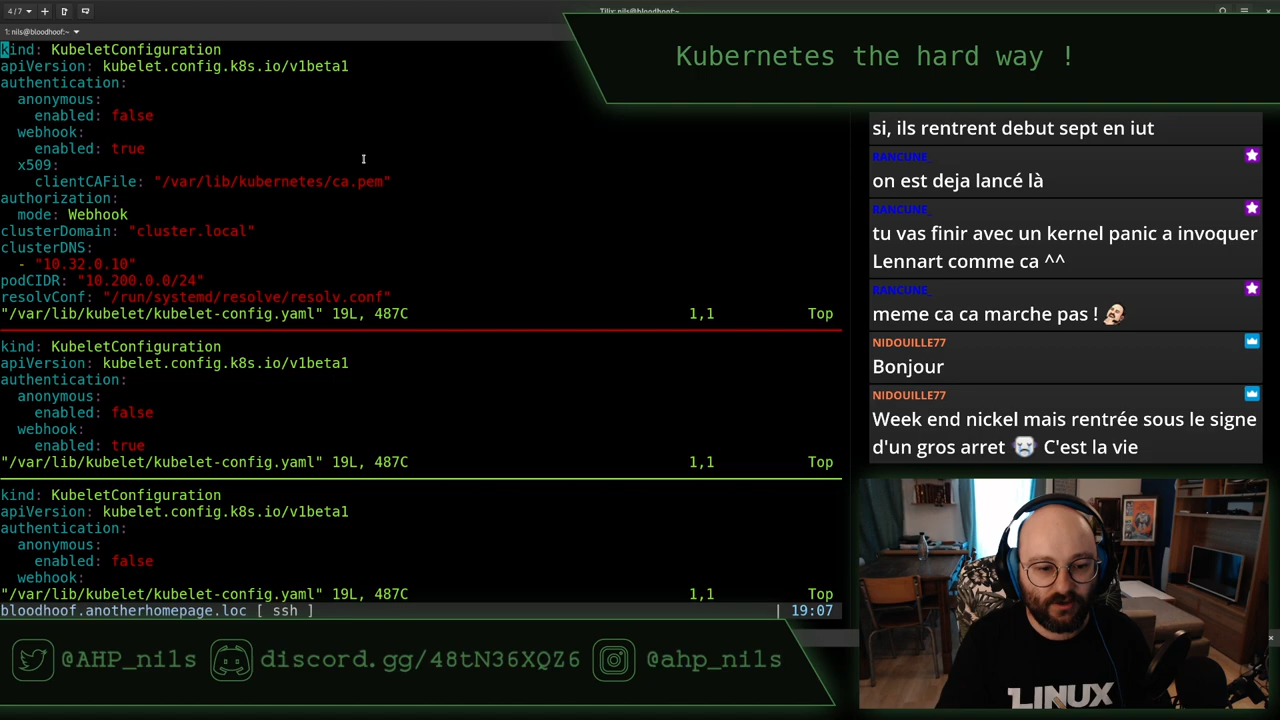 4/7
Tilix: nils@bloodhoof:~
1: nils@bloodhoof:~
kind: KubeletConfiguration
apiVersion: kubelet.config.k8s.io/v1beta1
authentication:
anonymous:
enabled: false
webhook:
enabled: true
x509:
clientCAFile: "/var/lib/kubernetes/ca.pem"
authorization:
mode: Webhook
clusterDomain: "cluster.local"
clusterDNS:
- "10.32.0.10"
podCIDR: "10.200.0.0/24"
resolvConf: "/run/systemd/resolve/resolv.conf"
"/var/lib/kubelet/kubelet-config.yaml" 19L, 487C 1,1 Top
kind: KubeletConfiguration
apiVersion: kubelet.config.k8s.io/v1beta1
authentication:
anonymous:
enabled: false
webhook:
enabled: true
"/var/lib/kubelet/kubelet-config.yaml" 19L, 487C 1,1 Top
kind: KubeletConfiguration
apiVersion: kubelet.config.k8s.io/v1beta1
authentication:
anonymous:
enabled: false
webhook:
"/var/lib/kubelet/kubelet-config.yaml" 19L, 487C 1,1 Top
bloodhoof.anotherhomepage.loc [ ssh ] | 19:07
Kubernetes the hard way !
si, ils rentrent debut sept en iut
RANCUNE_
on est deja lancé là
RANCUNE_
tu vas finir avec un kernel panic a invoquer
Lennart comme ca ^^
RANCUNE_
meme ca ca marche pas !
NIDOUILLE77
Bonjour
NIDOUILLE77
Week end nickel mais rentrée sous le signe
d'un gros arret C'est la vie
LINUX
@AHP_nils discord.gg/48tN36XQZ6 @ahp_nils